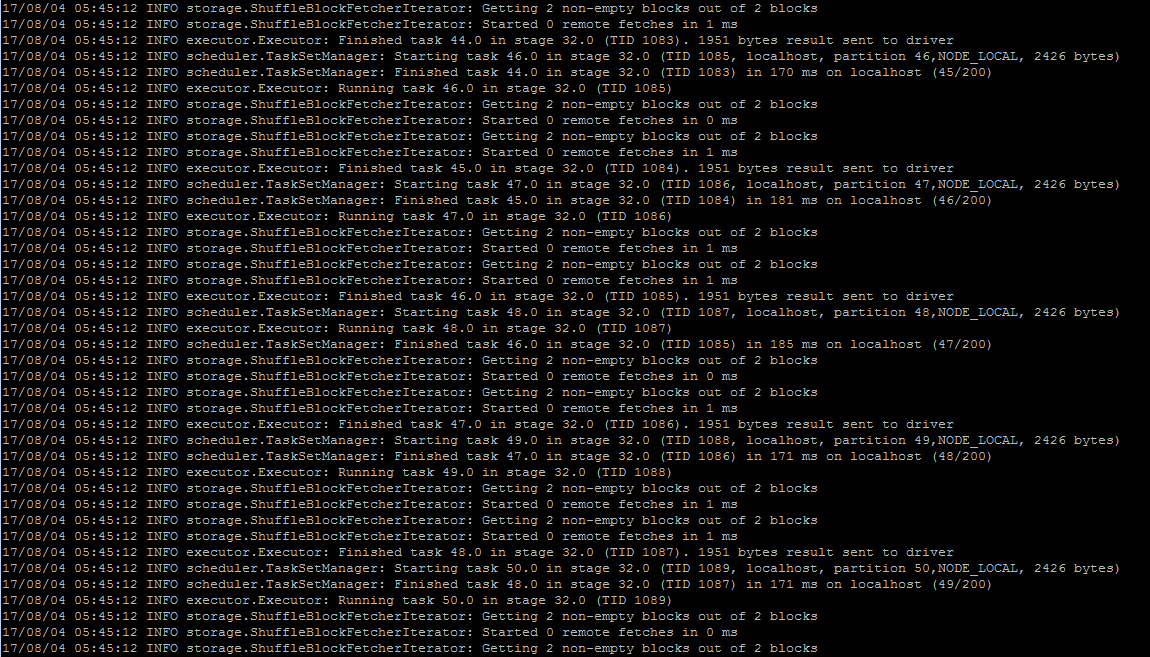 17/08/04 05:45:12 INFO storage.ShuffleBlockFetcherIterator: Getting 2 non-empty blocks out of 2 blocks
17/08/04 05:45:12 INFO storage.ShuffleBlockFetcherIterator: Started 0 remote fetches in 1 ms
17/08/04 05:45:12 INFO executor.Executor: Finished task 44.0 in stage 32.0 (TID 1083). 1951 bytes result sent to driver
17/08/04 05:45:12 INFO scheduler.TaskSetManager: Starting task 46.0 in stage 32.0 (TID 1085, localhost, partition 46,NODE_LOCAL, 2426 bytes)
17/08/04 05:45:12 INFO scheduler.TaskSetManager: Finished task 44.0 in stage 32.0 (TID 1083) in 170 ms on localhost (45/200)
17/08/04 05:45:12 INFO executor.Executor: Running task 46.0 in stage 32.0 (TID 1085)
17/08/04 05:45:12 INFO storage.ShuffleBlockFetcherIterator: Getting 2 non-empty blocks out of 2 blocks
17/08/04 05:45:12 INFO storage.ShuffleBlockFetcherIterator: Started 0 remote fetches in 0 ms
17/08/04 05:45:12 INFO storage.ShuffleBlockFetcherIterator: Getting 2 non-empty blocks out of 2 blocks
17/08/04 05:45:12 INFO storage.ShuffleBlockFetcherIterator: Started 0 remote fetches in 1 ms
17/08/04 05:45:12 INFO executor.Executor: Finished task 45.0 in stage 32.0 (TID 1084). 1951 bytes result sent to driver
17/08/04 05:45:12 INFO scheduler.TaskSetManager: Starting task 47.0 in stage 32.0 (TID 1086, localhost, partition 47,NODE_LOCAL, 2426 bytes)
17/08/04 05:45:12 INFO scheduler.TaskSetManager: Finished task 45.0 in stage 32.0 (TID 1084) in 181 ms on localhost (46/200)
17/08/04 05:45:12 INFO executor.Executor: Running task 47.0 in stage 32.0 (TID 1086)
17/08/04 05:45:12 INFO storage.ShuffleBlockFetcherIterator: Getting 2 non-empty blocks out of 2 blocks
17/08/04 05:45:12 INFO storage.ShuffleBlockFetcherIterator: Started 0 remote fetches in 1 ms
17/08/04 05:45:12 INFO storage.ShuffleBlockFetcherIterator: Getting 2 non-empty blocks out of 2 blocks
17/08/04 05:45:12 INFO storage.ShuffleBlockFetcherIterator: Started 0 remote fetches in 1 ms
17/08/04 05:45:12 INFO executor.Executor: Finished task 46.0 in stage 32.0 (TID 1085). 1951 bytes result sent to driver
17/08/04 05:45:12 INFO scheduler.TaskSetManager: Starting task 48.0 in stage 32.0 (TID 1087, localhost, partition 48,NODE_LOCAL, 2426 bytes)
17/08/04 05:45:12 INFO executor.Executor: Running task 48.0 in stage 32.0 (TID 1087)
17/08/04 05:45:12 INFO scheduler.TaskSetManager: Finished task 46.0 in stage 32.0 (TID 1085) in 185 ms on localhost (47/200)
17/08/04 05:45:12 INFO storage.ShuffleBlockFetcherIterator: Getting 2 non-empty blocks out of 2 blocks
17/08/04 05:45:12 INFO storage.ShuffleBlockFetcherIterator: Started 0 remote fetches in 0 ms
17/08/04 05:45:12 INFO storage.ShuffleBlockFetcherIterator: Getting 2 non-empty blocks out of 2 blocks
17/08/04 05:45:12 INFO storage.ShuffleBlockFetcherIterator: Started 0 remote fetches in 1 ms
17/08/04 05:45:12 INFO executor.Executor: Finished task 47.0 in stage 32.0 (TID 1086). 1951 bytes result sent to driver
17/08/04 05:45:12 INFO scheduler.TaskSetManager: Starting task 49.0 in stage 32.0 (TID 1088, localhost, partition 49,NODE_LOCAL, 2426 bytes)
17/08/04 05:45:12 INFO scheduler.TaskSetManager: Finished task 47.0 in stage 32.0 (TID 1086) in 171 ms on localhost (48/200)
17/08/04 05:45:12 INFO executor.Executor: Running task 49.0 in stage 32.0 (TID 1088)
17/08/04 05:45:12 INFO storage.ShuffleBlockFetcherIterator: Getting 2 non-empty blocks out of 2 blocks
17/08/04 05:45:12 INFO storage.ShuffleBlockFetcherIterator: Started 0 remote fetches in 1 ms
17/08/04 05:45:12 INFO storage.ShuffleBlockFetcherIterator: Getting 2 non-empty blocks out of 2 blocks
17/08/04 05:45:12 INFO storage.ShuffleBlockFetcherIterator: Started 0 remote fetches in 1 ms
17/08/04 05:45:12 INFO executor.Executor: Finished task 48.0 in stage 32.0 (TID 1087). 1951 bytes result sent to driver
17/08/04 05:45:12 INFO scheduler.TaskSetManager: Starting task 50.0 in stage 32.0 (TID 1089, localhost, partition 50,NODE_LOCAL, 2426 bytes)
17/08/04 05:45:12 INFO scheduler.TaskSetManager: Finished task 48.0 in stage 32.0 (TID 1087) in 171 ms on localhost (49/200)
17/08/04 05:45:12 INFO executor.Executor: Running task 50.0 in stage 32.0 (TID 1089)
17/08/04 05:45:12 INFO storage.ShuffleBlockFetcherIterator: Getting 2 non-empty blocks out of 2 blocks
17/08/04 05:45:12 INFO storage.ShuffleBlockFetcherIterator: Started 0 remote fetches in 0 ms
17/08/04 05:45:12 INFO storage.ShuffleBlockFetcherIterator: Getting 2 non-empty blocks out of 2 blocks